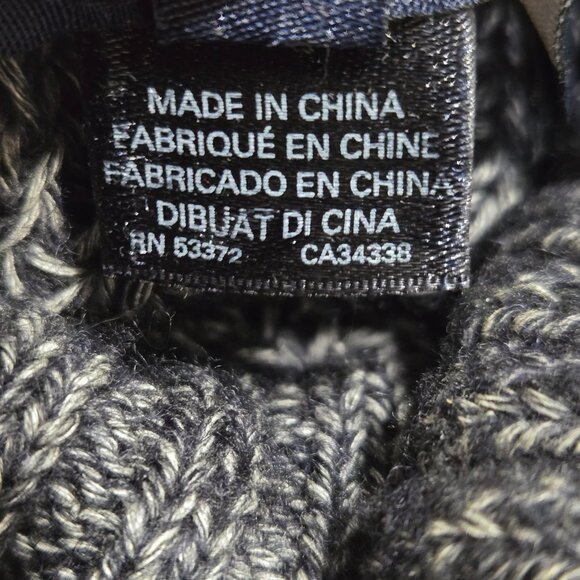 MADE IN CHINA
FABRIQUÉ EN CHINE
FABRICADO EN CHINA
DIBUAT DI CINA
RN 53372 CA34338